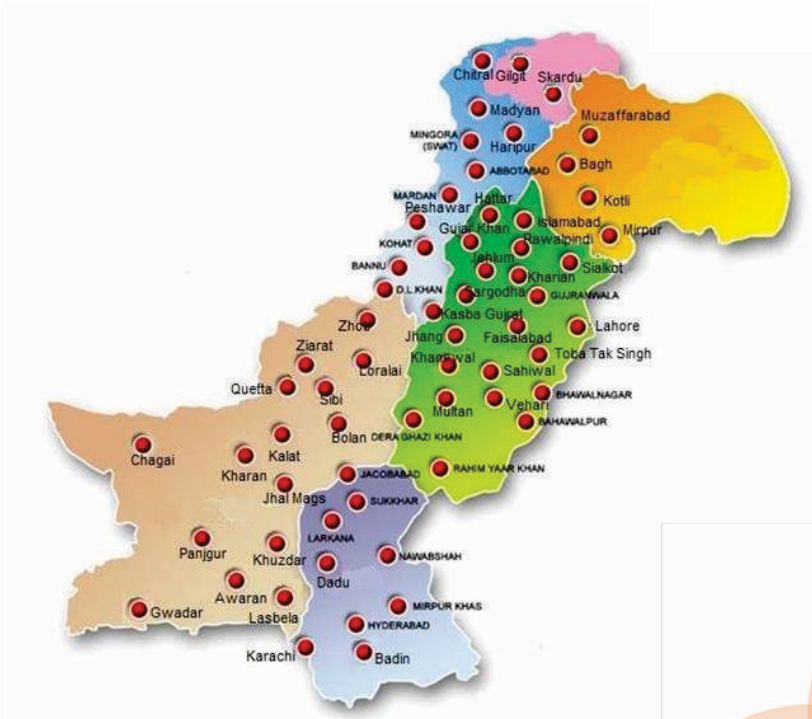 Chitral
Gilgit
Skardu
Madyan
Muzaffarabad
MINGORA
(SWAT)
Haripur
Bagh
ABBOTABAD
MARDAN
Hattar
Kotli
Peshawar
Islamabad
Gujar Khan
Mirpur
KOHAT
Rawalpindi
Jehlum
Sialkot
BANNU
Kharian
D.I.KHAN
Sargodha
GUJRANWALA
Kasba Gujrat
Zhob
Lahore
Jhang
Faisalabad
Ziarat
Khanewal
Toba Tak Singh
Loralai
Sahiwal
Quetta
Sibi
BHAWALNAGAR
Multan
Vehari
BAHAWALPUR
Bolan
DERA GHAZI KHAN
Chagai
Kalat
Kharan
RAHIM YAAR KHAN
JACOBABAD
Jhal Mags
SUKKHAR
LARKANA
Panjgur
Khuzdar
NAWABSHAH
Dadu
Awaran
Gwadar
Lasbela
MIRPUR KHAS
HYDERABAD
Karachi
Badin